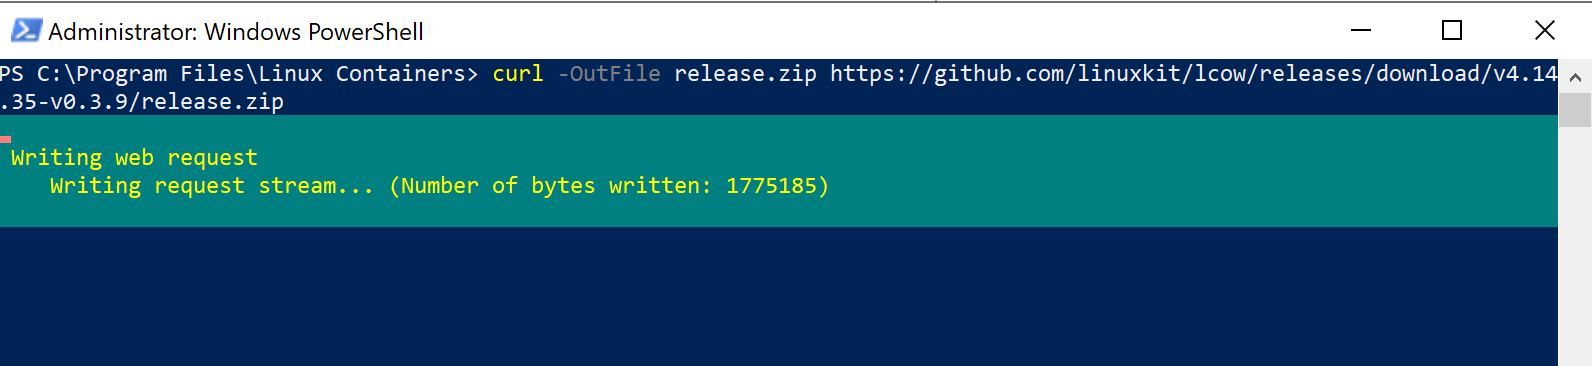 Administrator: Windows PowerShell
PS C:\Program Files\Linux Containers> curl -OutFile release.zip https://github.com/linuxkit/lcow/releases/download/v4.14
.35-v0.3.9/release.zip
Writing web request
Writing request stream... (Number of bytes written: 1775185)